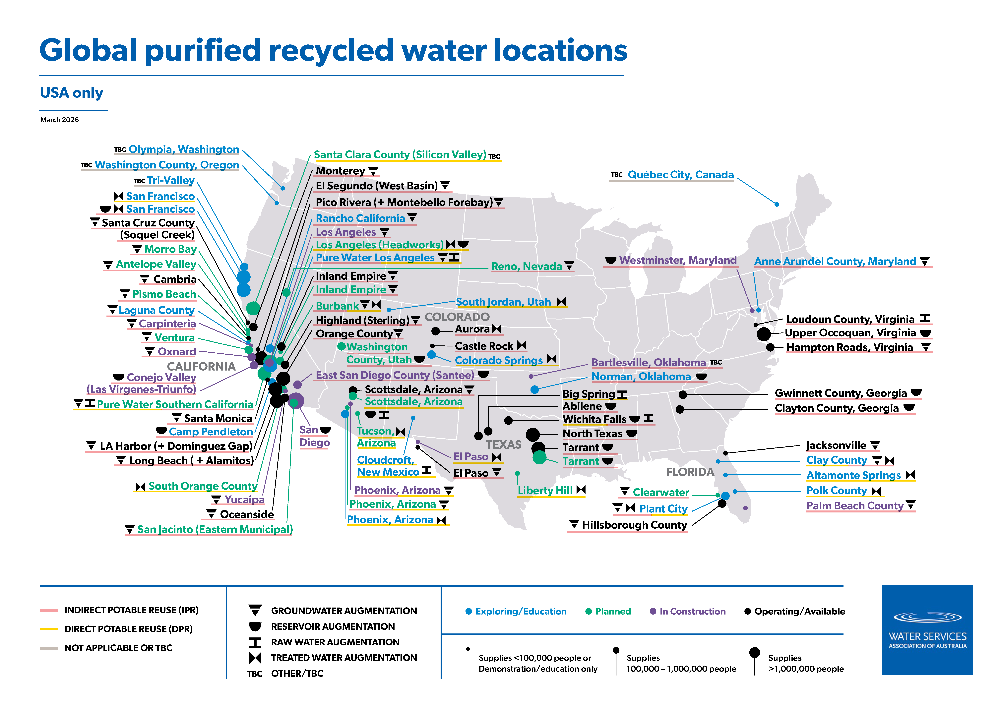 Global purified recycled water locations
USA only
March 2026
TBC Olympia, Washington
TBC Washington County, Oregon
TBC Tri-Valley
San Francisco
San Francisco
Santa Cruz County
(Soquel Creek)
Morro Bay
Antelope Valley
Cambria
Pismo Beach
Laguna County
Carpinteria
Ventura
Oxnard
CALIFORNIA
Conejo Valley
(Las Virgenes-Triunfo)
Pure Water Southern California
Santa Monica
Camp Pendleton
LA Harbor (+ Dominguez Gap)
Long Beach ( + Alamitos)
South Orange County
Yucaipa
Oceanside
San Jacinto (Eastern Municipal)
Santa Clara County (Silicon Valley) TBC
Monterey
El Segundo (West Basin)
Pico Rivera (+ Montebello Forebay)
Rancho California
Los Angeles
Los Angeles (Headworks)
Pure Water Los Angeles
Reno, Nevada
Inland Empire
Inland Empire
Burbank
South Jordan, Utah
Highland (Sterling)
COLORADO
Orange County
Aurora
Washington
County, Utah
Castle Rock
Colorado Springs
East San Diego County (Santee)
Scottsdale, Arizona
Scottsdale, Arizona
San
Diego
Tucson,
Arizona
Cloudcroft,
New Mexico
Phoenix, Arizona
Phoenix, Arizona
Phoenix, Arizona
El Paso
El Paso
TEXAS
Bartlesville, Oklahoma TBC
Norman, Oklahoma
Big Spring
Abilene
Wichita Falls
North Texas
Tarrant
Tarrant
Liberty Hill
TBC Québec City, Canada
Westminster, Maryland
Anne Arundel County, Maryland
Loudoun County, Virginia
Upper Occoquan, Virginia
Hampton Roads, Virginia
Gwinnett County, Georgia
Clayton County, Georgia
FLORIDA
Jacksonville
Clay County
Altamonte Springs
Polk County
Palm Beach County
Clearwater
Plant City
Hillsborough County
INDIRECT POTABLE REUSE (IPR)
DIRECT POTABLE REUSE (DPR)
NOT APPLICABLE OR TBC
GROUNDWATER AUGMENTATION
RESERVOIR AUGMENTATION
RAW WATER AUGMENTATION
TREATED WATER AUGMENTATION
TBC OTHER/TBC
Exploring/Education
Planned
In Construction
Operating/Available
Supplies <100,000 people or
Demonstration/education only
Supplies
100,000 – 1,000,000 people
Supplies
>1,000,000 people
WATER SERVICES
ASSOCIATION OF AUSTRALIA